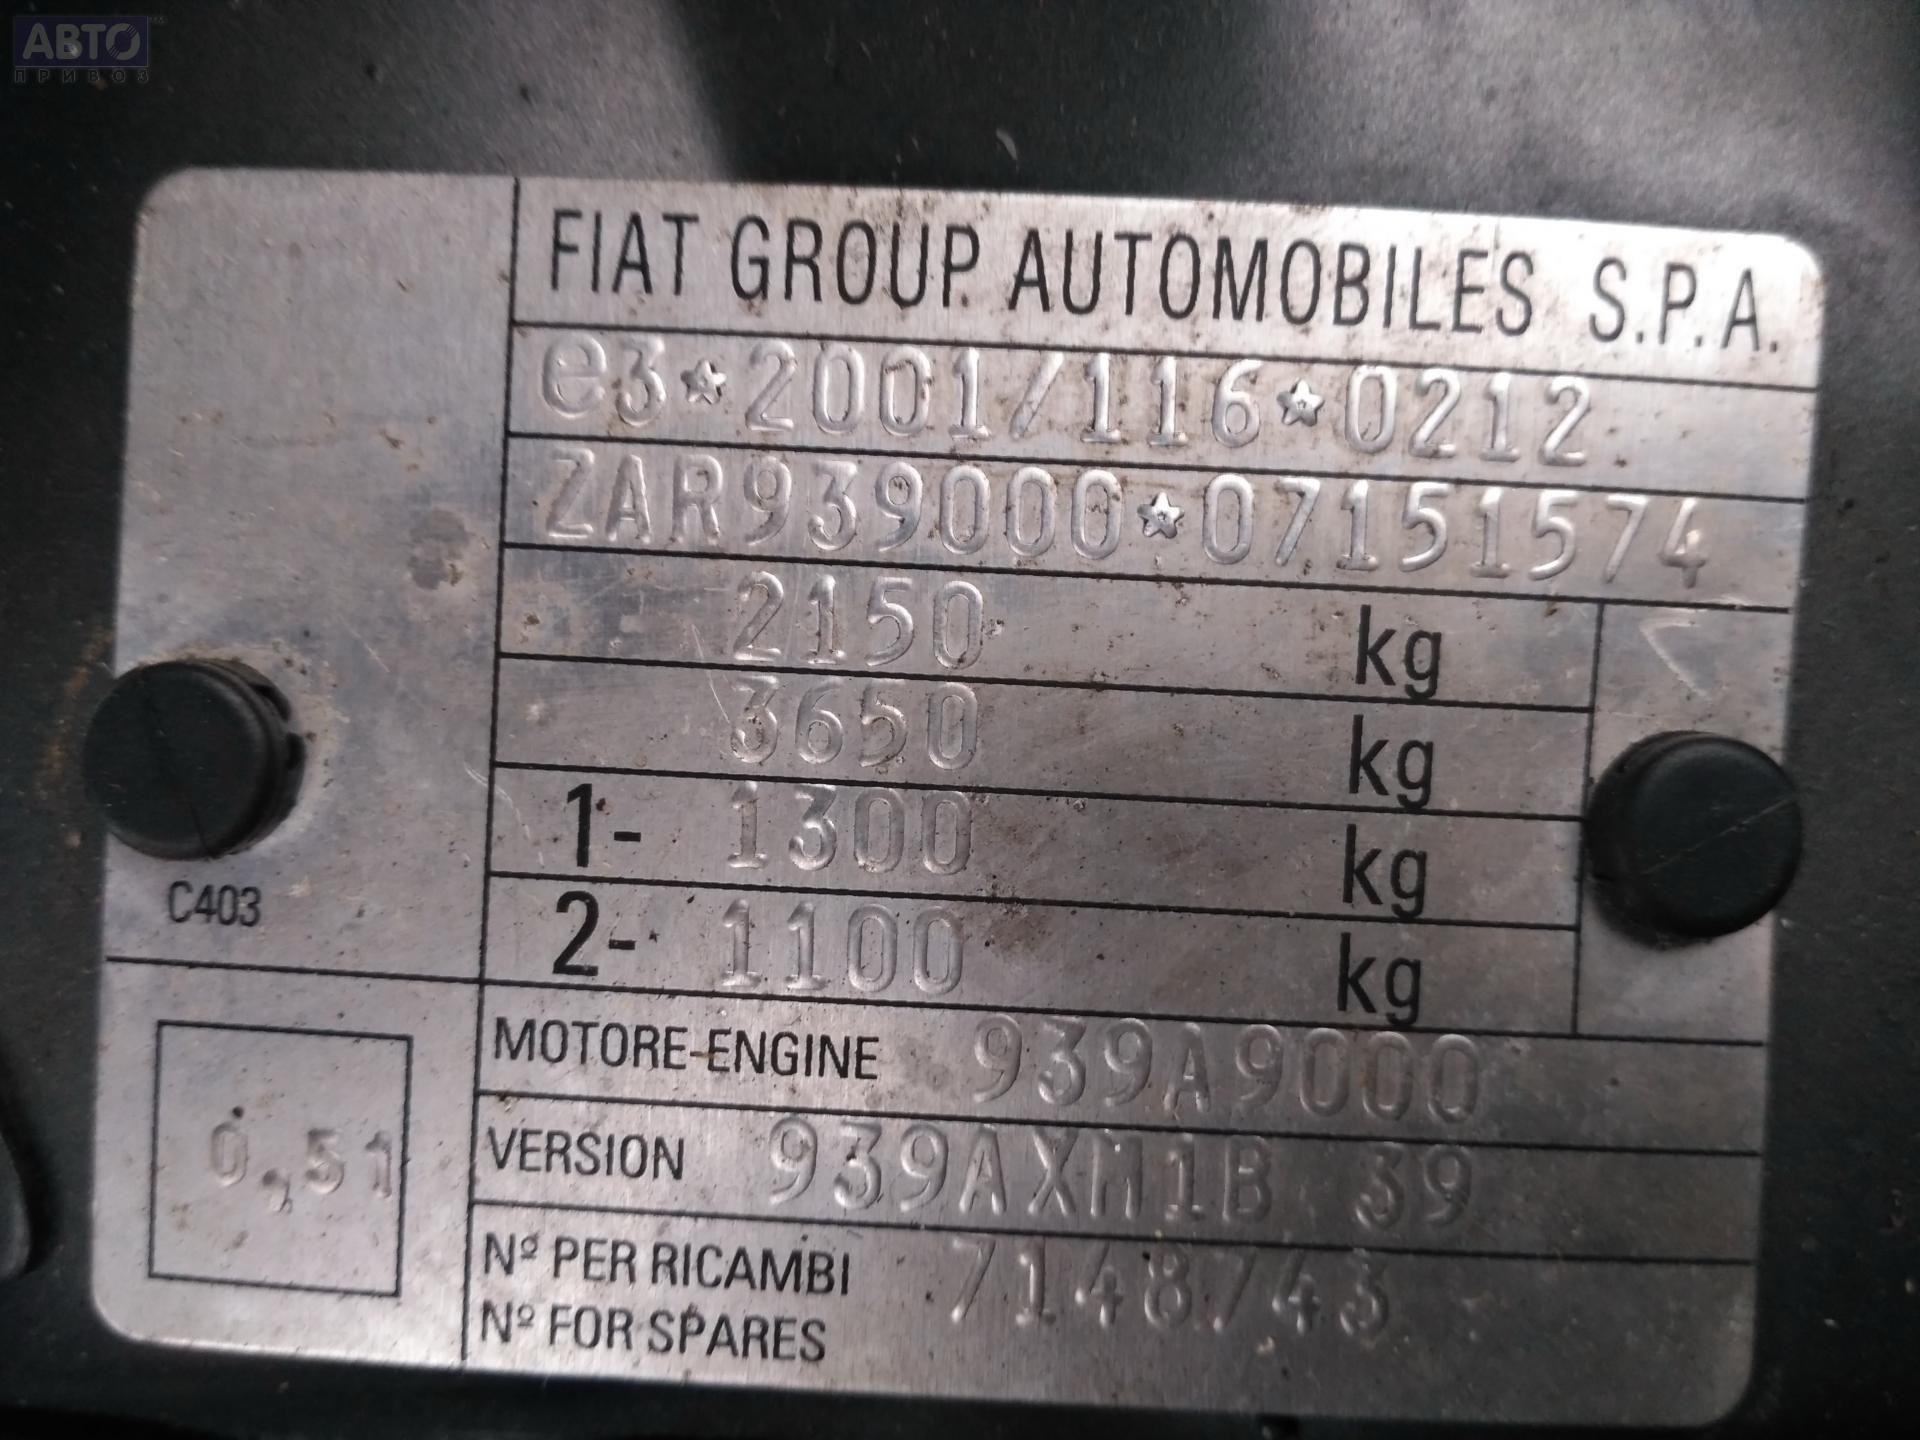 АВТО
ПРИВОЗ
FIAT GROUP AUTOMOBILES S.P.A.
e3*2001/116*0212
ZAR939000*07151574
2150 kg
3650 kg
1- 1300 kg
2- 1100 kg
C403
MOTORE-ENGINE 939A9000
0,51
VERSION 939AXM1B 39
Nº PER RICAMBI 7148743
Nº FOR SPARES